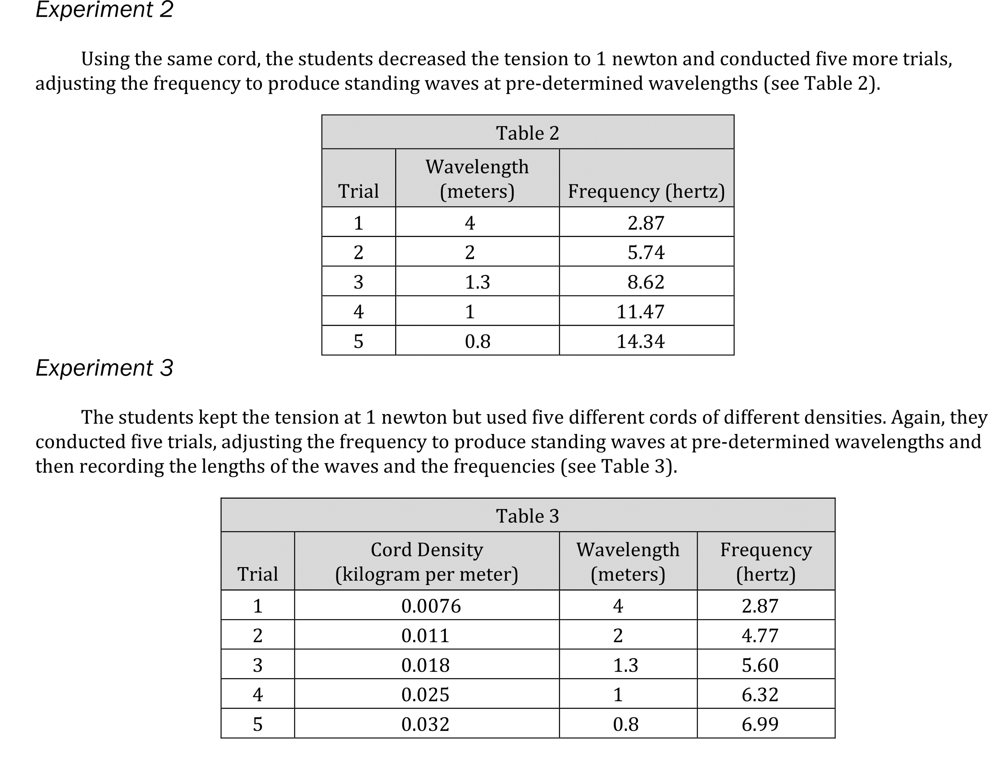 Experiment 2
Using the same cord, the students decreased the tension to 1 newton and conducted five more trials,
adjusting the frequency to produce standing waves at pre-determined wavelengths (see Table 2).
Table 2
Trial Wavelength (meters) Frequency (hertz)
1 4 2.87
2 2 5.74
3 1.3 8.62
4 1 11.47
5 0.8 14.34
Experiment 3
The students kept the tension at 1 newton but used five different cords of different densities. Again, they
conducted five trials, adjusting the frequency to produce standing waves at pre-determined wavelengths and
then recording the lengths of the waves and the frequencies (see Table 3).
Table 3
Trial Cord Density (kilogram per meter) Wavelength (meters) Frequency (hertz)
1 0.0076 4 2.87
2 0.011 2 4.77
3 0.018 1.3 5.60
4 0.025 1 6.32
5 0.032 0.8 6.99